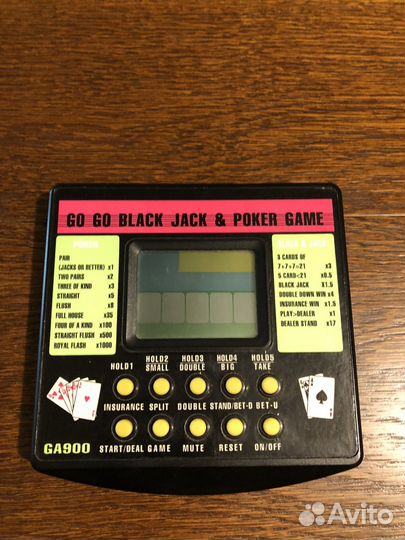 GO GO BLACK JACK & POKER GAME
POKER
PAIR
(JACKS OR BETTER) x1
TWO PAIRS x2
THREE OF KIND x3
STRAIGHT x5
FLUSH x8
FULL HOUSE x35
FOUR OF A KIND x100
STRAIGHT FLUSH x500
ROYAL FLASH x1000
BLACK & JACK
3 CARDS OF
7+7+7=21 x3
5 CARD<21 x0.5
BLACK JACK x1.5
DOUBLE DOWN WIN x4
INSURANCE WIN x1.5
PLAY>DEALER x1
DEALER STAND x17
HOLD1 HOLD2 HOLD3 HOLD4 HOLD5
SMALL DOUBLE BIG TAKE
INSURANCE SPLIT DOUBLE STAND/BET-D BET-U
START/DEAL GAME MUTE RESET ON/OFF
GA900
Avito